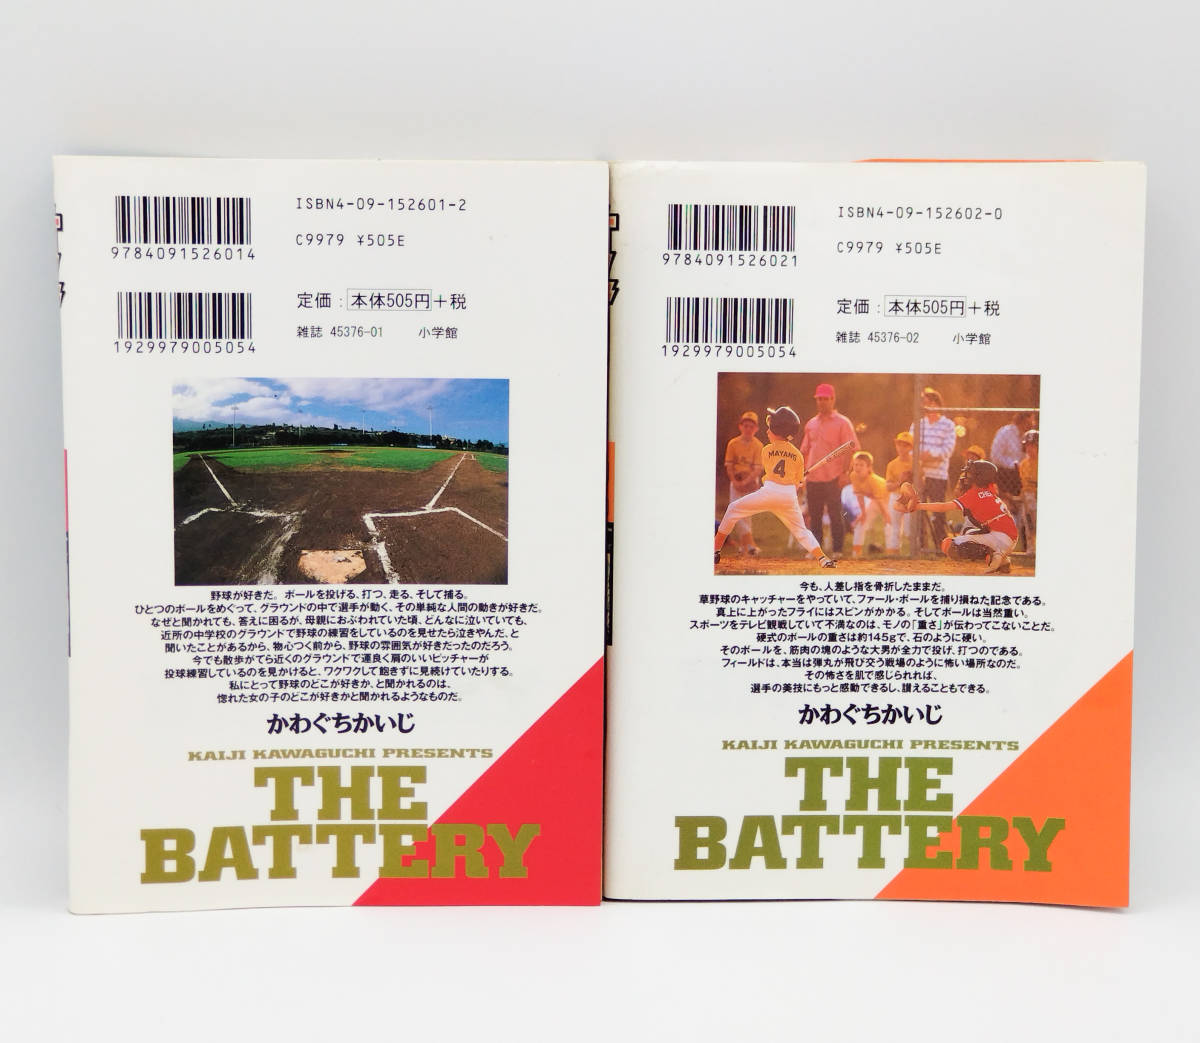 ISBN4-09-152601-2
9784091526014
C9979 ¥505E
定価：本体505円＋税
雑誌 45376-01 小学館
1929979005054
野球が好きだ。ボールを投げる、打つ、走る、そして捕る。
ひとつのボールをめぐって、グラウンドの中で選手が動く、その単純な人間の動きが好きだ。
なぜと聞かれても、答えに困るが、母親におぶわれていた頃、どんなに泣いていても、
近所の中学校のグラウンドで野球の練習をしているのを見せたら泣きやんだ、と
聞いたことがあるから、物心つく前から、野球の雰囲気が好きだったのだろう。
今でも散歩がてら近くのグラウンドで運良く肩のいいピッチャーが
投球練習しているのを見かけると、ワクワクして飽きずに見続けていたりする。
私にとって野球のどこが好きか、と聞かれるのは、
惚れた女の子のどこが好きかと聞かれるようなものだ。
かわぐちかいじ
KAIJI KAWAGUCHI PRESENTS
THE
BATTERY
ISBN4-09-152602-0
9784091526021
C9979 ¥505E
定価：本体505円＋税
雑誌 45376-02 小学館
1929979005054
MAYANS
4
今も、人差し指を骨折したままだ。
草野球のキャッチャーをやっていて、ファール・ボールを捕り損ねた記念である。
真上に上がったフライにはスピンがかかる。そしてボールは当然重い。
スポーツをテレビ観戦していて不満なのは、モノの「重さ」が伝わってこないことだ。
硬式のボールの重さは約145gで、石のように硬い。
そのボールを、筋肉の塊のような大男が全力で投げ、打つのである。
フィールドは、本当は弾丸が飛び交う戦場のように怖い場所なのだ。
その怖さを肌で感じられれば、
選手の美技にもっと感動できるし、讃えることもできる。
かわぐちかいじ
KAIJI KAWAGUCHI PRESENTS
THE
BATTERY